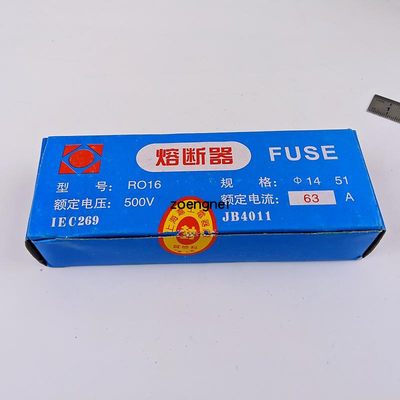 熔断器 FUSE
型 号: RO16 规 格: Φ14 51
额定电压: 500V 额定电流: 63 A
IEC269 JB4011
zoengnet